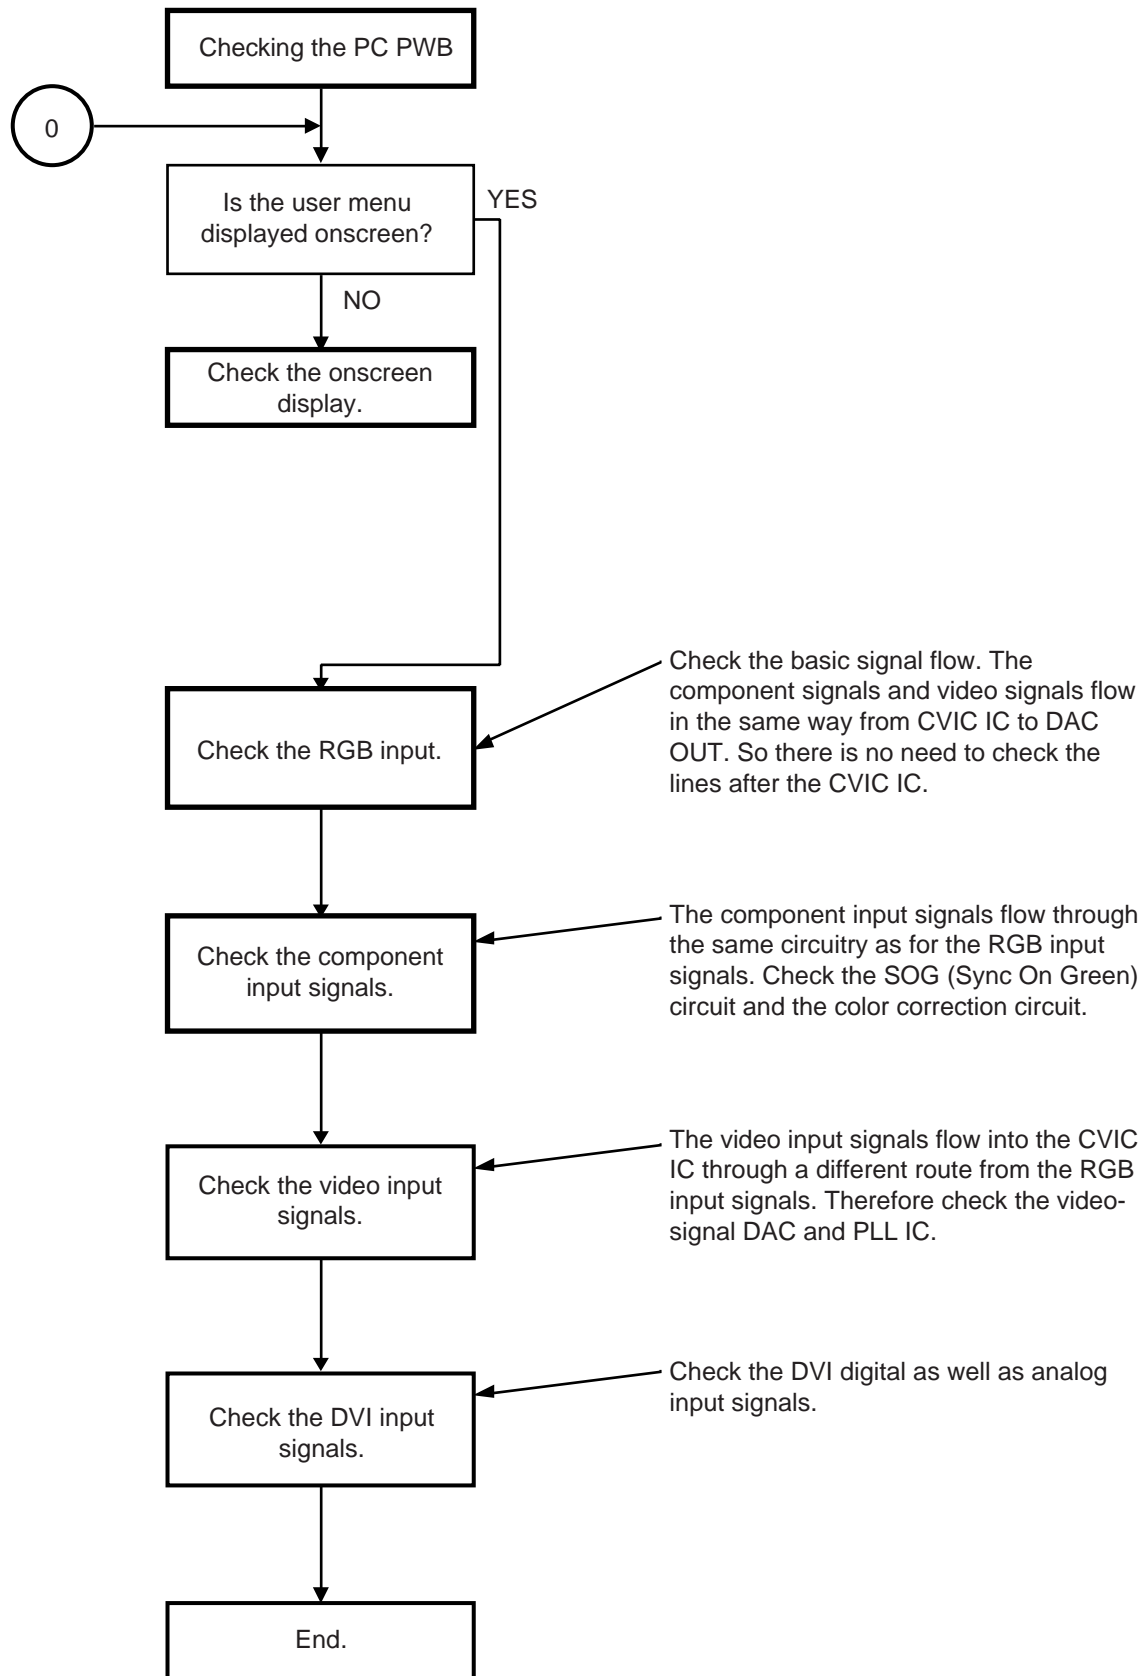 Checking the PC PWB
0
Is the user menu
displayed onscreen?
YES
NO
Check the onscreen
display.
Check the RGB input.
Check the basic signal flow. The
component signals and video signals flow
in the same way from CVIC IC to DAC
OUT. So there is no need to check the
lines after the CVIC IC.
Check the component
input signals.
The component input signals flow through
the same circuitry as for the RGB input
signals. Check the SOG (Sync On Green)
circuit and the color correction circuit.
Check the video input
signals.
The video input signals flow into the CVIC
IC through a different route from the RGB
input signals. Therefore check the video-
signal DAC and PLL IC.
Check the DVI input
signals.
Check the DVI digital as well as analog
input signals.
End.